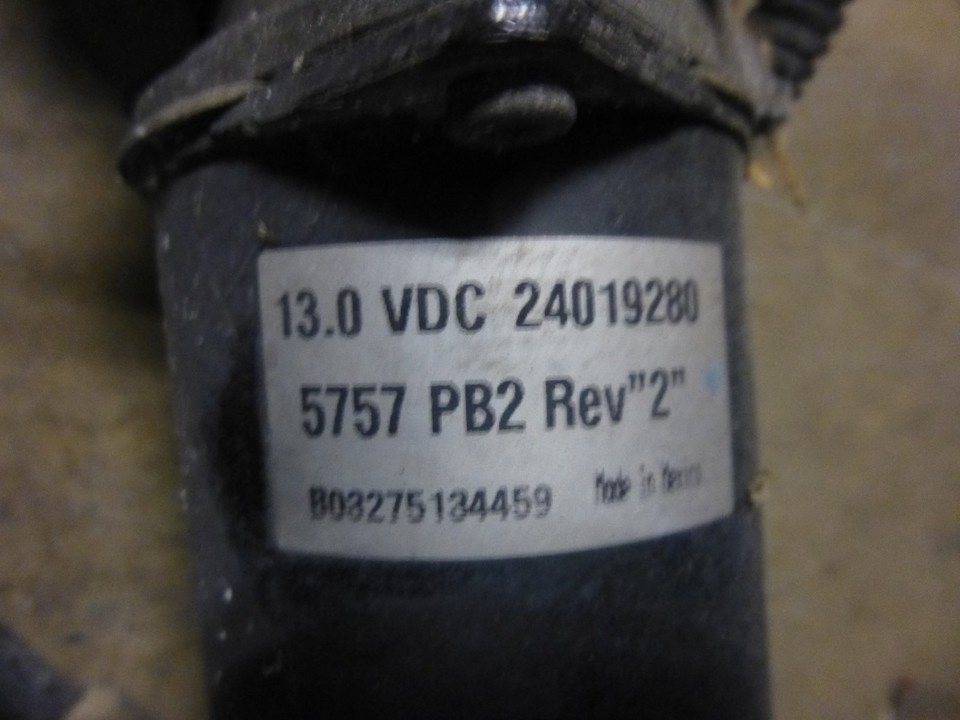 13.0 VDC 24019280
5757 PB2 Rev"2"
B03275134459 Made in Mexico